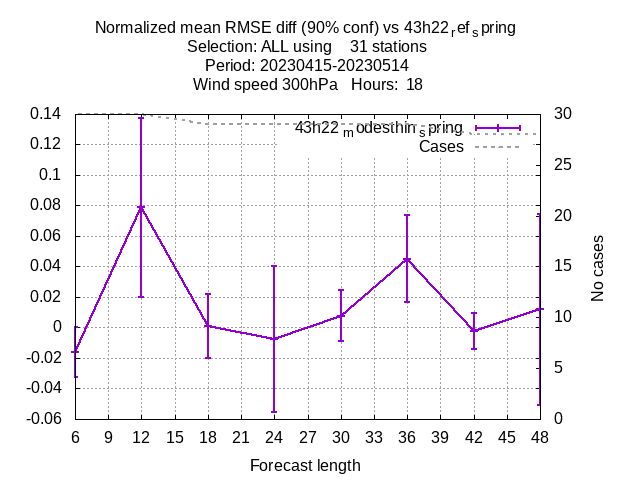 Normalized mean RMSE diff (90% conf) vs 43h22refspring
Selection: ALL using 31 stations
Period: 20230415-20230514
Wind speed 300hPa Hours: 18
43h22modesthinspring
Cases
0.14
0.12
0.1
0.08
0.06
0.04
0.02
0
-0.02
-0.04
-0.06
30
25
20
15
10
5
0
No cases
6 9 12 15 18 21 24 27 30 33 36 39 42 45 48
Forecast length